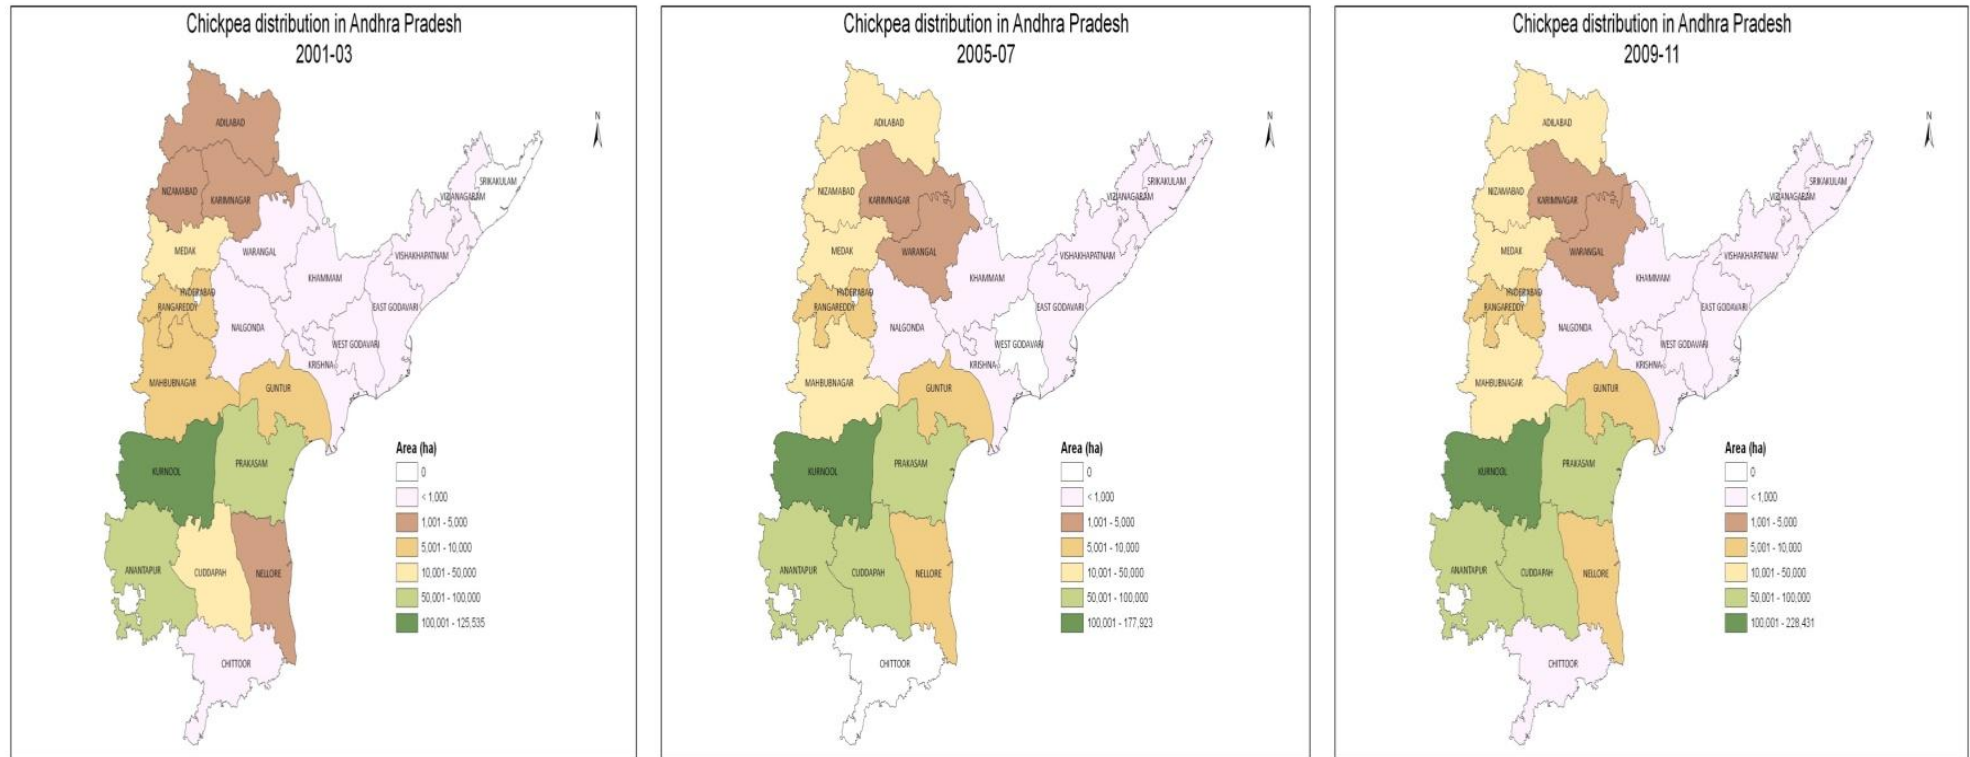 Chickpea distribution in Andhra Pradesh
2001-03
N
ADILABAD
SRIKAKULAM
NIZAMABAD
VIZIANAGARAM
KARIMNAGAR
MEDAK
WARANGAL
VISHAKHAPATNAM
KHAMMAM
HYDERABAD
RANGAREDDY
EAST GODAVARI
NALGONDA
WEST GODAVARI
KRISHNA
MAHBUBNAGAR
GUNTUR
KURNOOL
PRAKASAM
ANANTAPUR
CUDDAPAH
NELLORE
CHITTOOR
Area (ha)
0
< 1,000
1,001 - 5,000
5,001 - 10,000
10,001 - 50,000
50,001 - 100,000
100,001 - 125,535
Chickpea distribution in Andhra Pradesh
2005-07
N
ADILABAD
SRIKAKULAM
NIZAMABAD
VIZIANAGARAM
KARIMNAGAR
MEDAK
WARANGAL
VISHAKHAPATNAM
KHAMMAM
HYDERABAD
RANGAREDDY
EAST GODAVARI
NALGONDA
WEST GODAVARI
KRISHNA
MAHBUBNAGAR
GUNTUR
KURNOOL
PRAKASAM
ANANTAPUR
CUDDAPAH
NELLORE
CHITTOOR
Area (ha)
0
< 1,000
1,001 - 5,000
5,001 - 10,000
10,001 - 50,000
50,001 - 100,000
100,001 - 177,923
Chickpea distribution in Andhra Pradesh
2009-11
N
ADILABAD
SRIKAKULAM
NIZAMABAD
VIZIANAGARAM
KARIMNAGAR
MEDAK
WARANGAL
VISHAKHAPATNAM
KHAMMAM
HYDERABAD
RANGAREDDY
EAST GODAVARI
NALGONDA
WEST GODAVARI
KRISHNA
MAHBUBNAGAR
GUNTUR
KURNOOL
PRAKASAM
ANANTAPUR
CUDDAPAH
NELLORE
CHITTOOR
Area (ha)
0
< 1,000
1,001 - 5,000
5,001 - 10,000
10,001 - 50,000
50,001 - 100,000
100,001 - 228,431